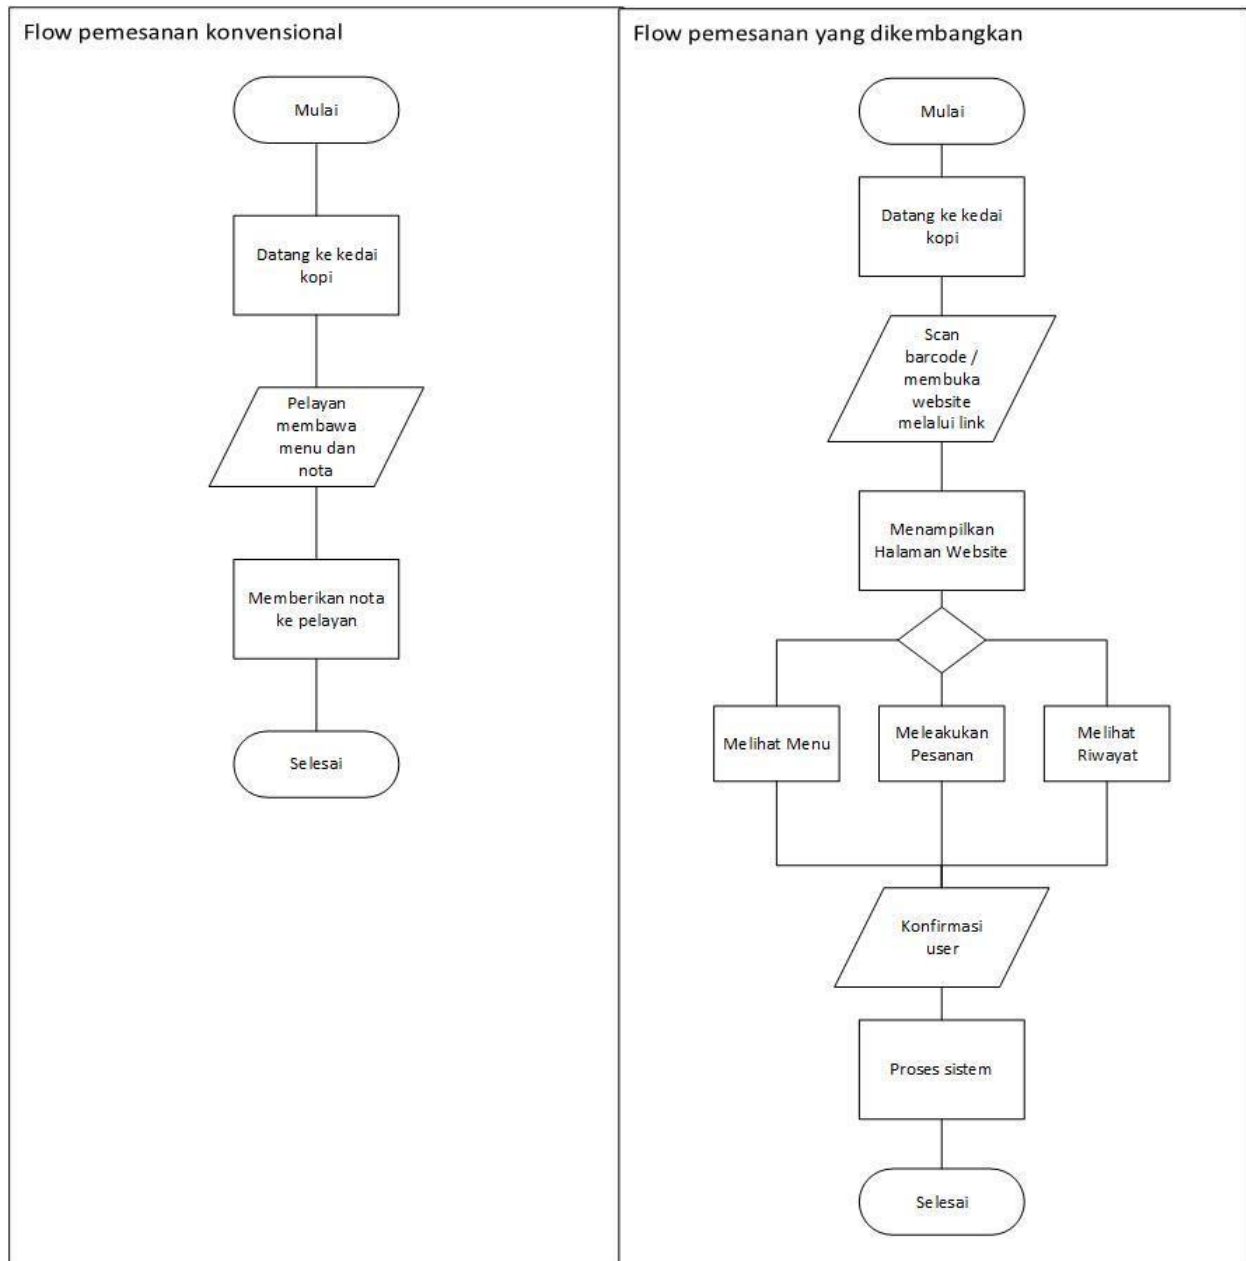 Flow pemesanan konvensional
Mulai
Datang ke kedai
kopi
Pelayan
membawa
menu dan
nota
Memberikan nota
ke pelayan
Selesai
Flow pemesanan yang dikembangkan
Mulai
Datang ke kedai
kopi
Scan
barcode /
membuka
website
melalui link
Menampilkan
Halaman Website
Melihat Menu
Meleakukan
Pesanan
Melihat
Riwayat
Konfirmasi
user
Proses sistem
Selesai